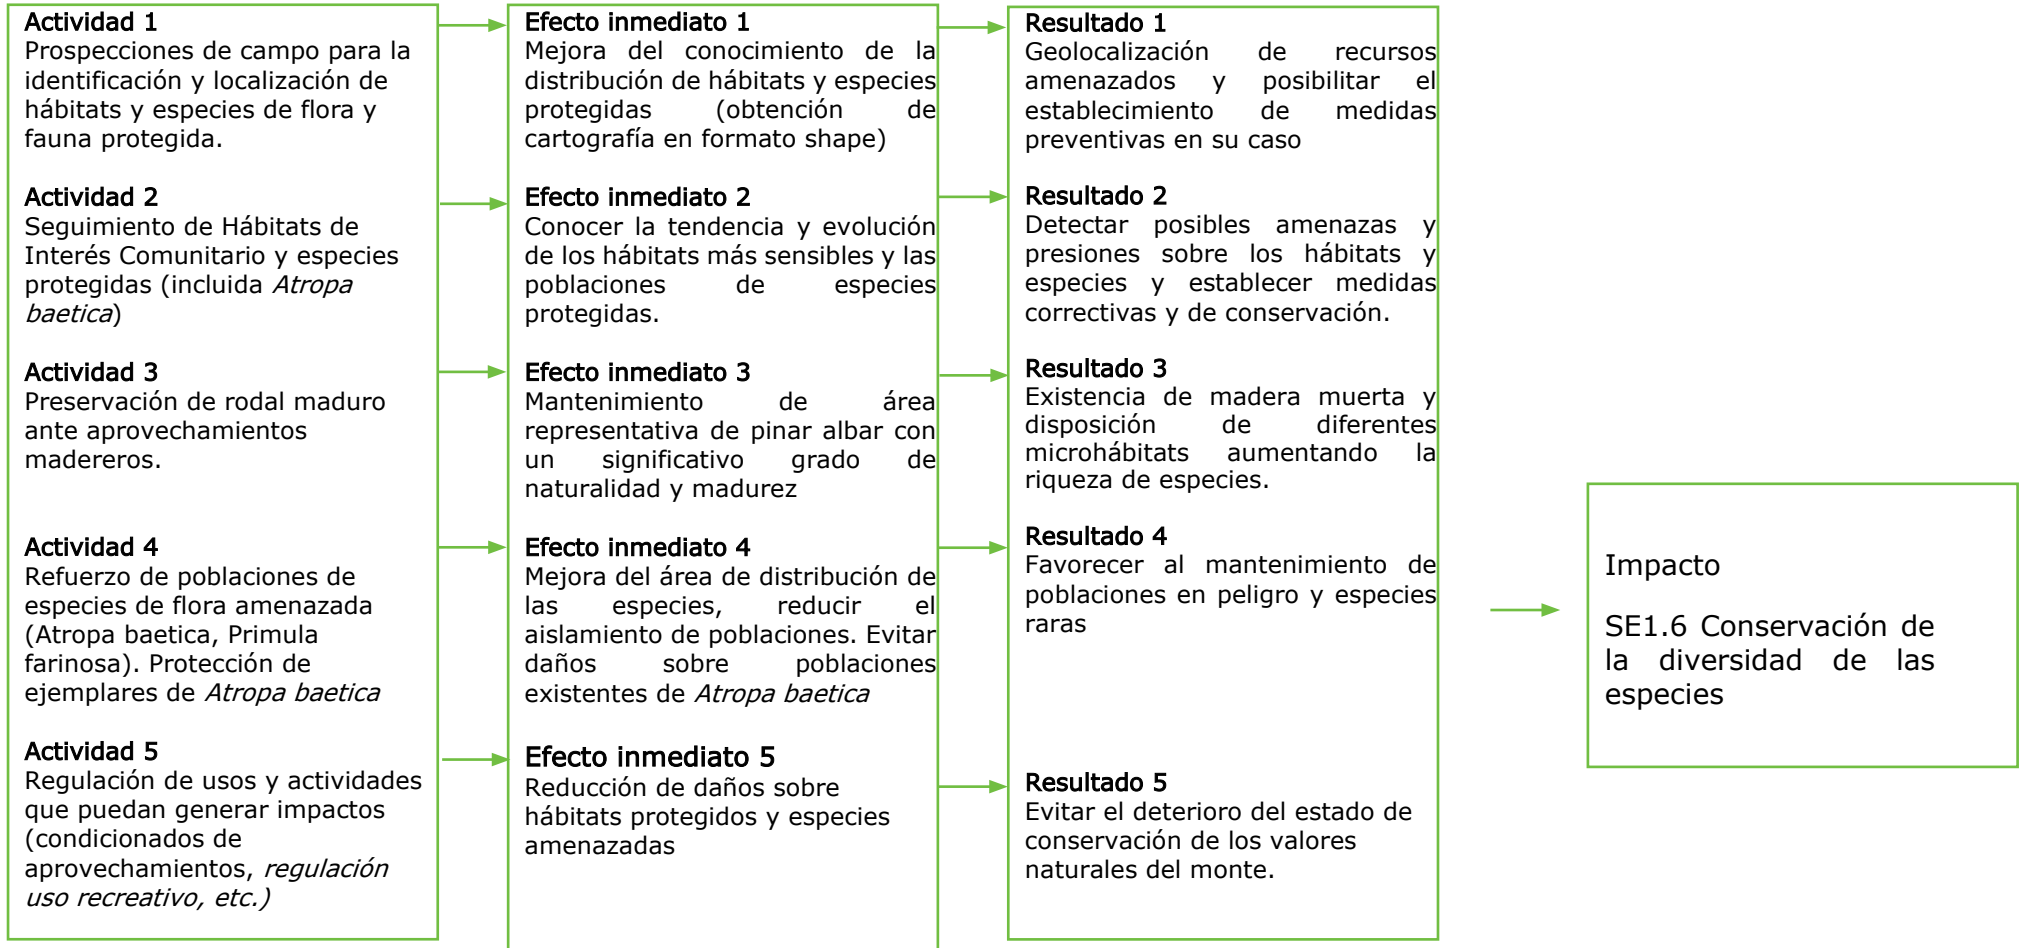 Actividad 1
Prospecciones de campo para la
identificación y localización de
hábitats y especies de flora y
fauna protegida.
Actividad 2
Seguimiento de Hábitats de
Interés Comunitario y especies
protegidas (incluida Atropa
baetica)
Actividad 3
Preservación de rodal maduro
ante aprovechamientos
madereros.
Actividad 4
Refuerzo de poblaciones de
especies de flora amenazada
(Atropa baetica, Primula
farinosa). Protección de
ejemplares de Atropa baetica
Actividad 5
Regulación de usos y actividades
que puedan generar impactos
(condicionados de
aprovechamientos, regulación
uso recreativo, etc.)
Efecto inmediato 1
Mejora del conocimiento de la
distribución de hábitats y especies
protegidas (obtención de
cartografía en formato shape)
Efecto inmediato 2
Conocer la tendencia y evolución
de los hábitats más sensibles y las
poblaciones de especies
protegidas.
Efecto inmediato 3
Mantenimiento de área
representativa de pinar albar con
un significativo grado de
naturalidad y madurez
Efecto inmediato 4
Mejora del área de distribución de
las especies, reducir el
aislamiento de poblaciones. Evitar
daños sobre poblaciones
existentes de Atropa baetica
Efecto inmediato 5
Reducción de daños sobre
hábitats protegidos y especies
amenazadas
Resultado 1
Geolocalización de recursos
amenazados y posibilitar el
establecimiento de medidas
preventivas en su caso
Resultado 2
Detectar posibles amenazas y
presiones sobre los hábitats y
especies y establecer medidas
correctivas y de conservación.
Resultado 3
Existencia de madera muerta y
disposición de diferentes
microhábitats aumentando la
riqueza de especies.
Resultado 4
Favorecer al mantenimiento de
poblaciones en peligro y especies
raras
Resultado 5
Evitar el deterioro del estado de
conservación de los valores
naturales del monte.
Impacto
SE1.6 Conservación de
la diversidad de las
especies